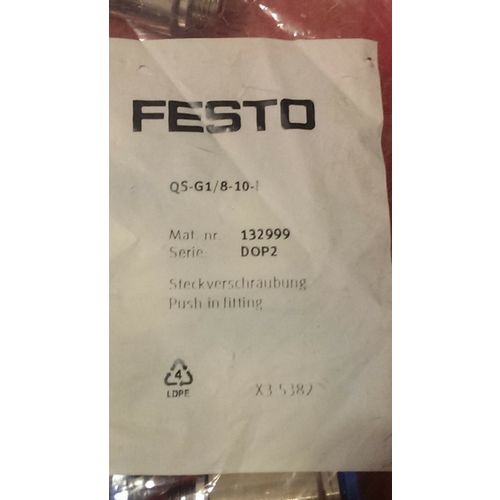 FESTO
QS-G1/8-10-I
Mat. nr. 132999
Serie DOP2
Steckverschraubung
Push in fitting
4
LDPE
X3 5382